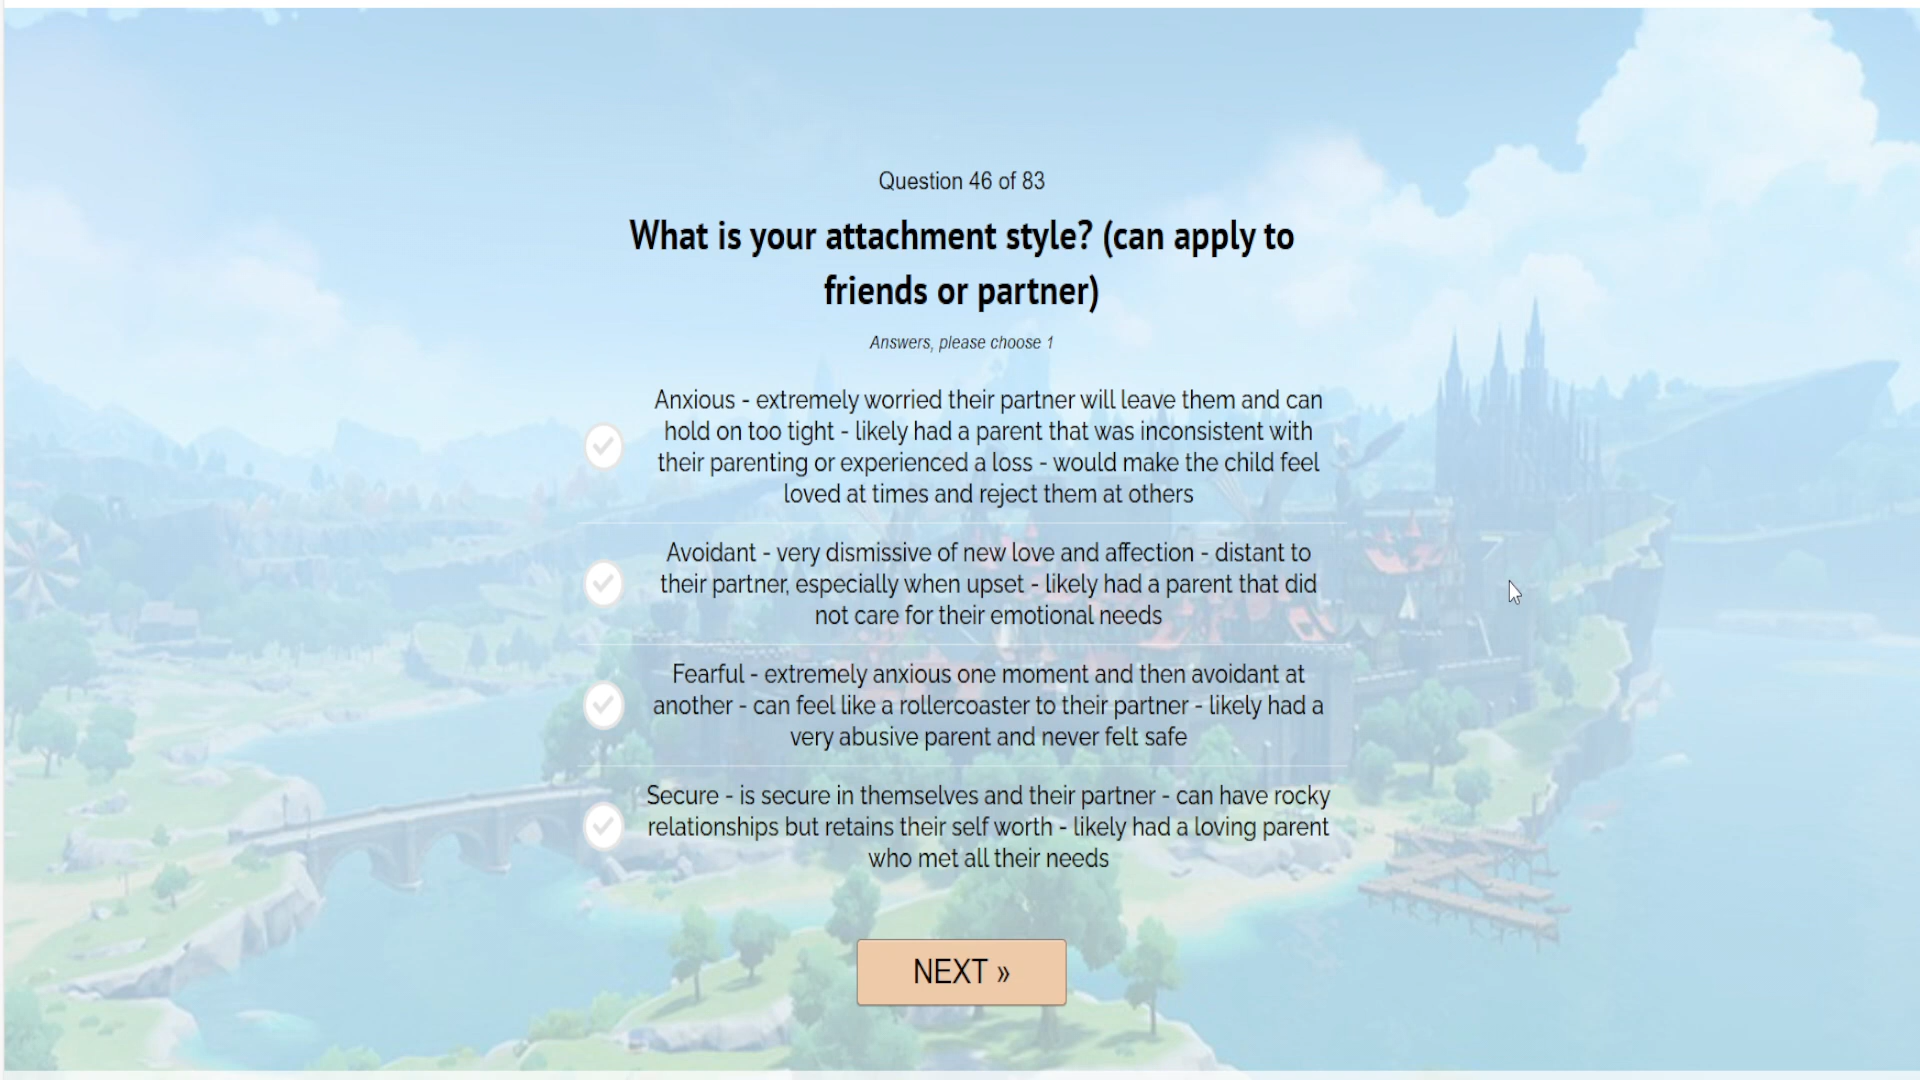 Question 46 of 83
What is your attachment style? (can apply to
friends or partner)
Answers, please choose 1
Anxious - extremely worried their partner will leave them and can
hold on too tight - likely had a parent that was inconsistent with
their parenting or experienced a loss - would make the child feel
loved at times and reject them at others
Avoidant - very dismissive of new love and affection - distant to
their partner, especially when upset - likely had a parent that did
not care for their emotional needs
Fearful - extremely anxious one moment and then avoidant at
another - can feel like a rollercoaster to their partner - likely had a
very abusive parent and never felt safe
Secure - is secure in themselves and their partner - can have rocky
relationships but retains their self worth - likely had a loving parent
who met all their needs
NEXT »